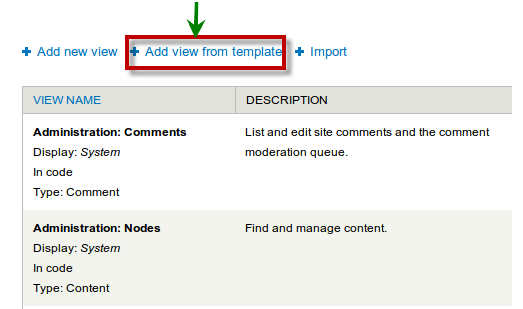 Add new view Add view from template Import
VIEW NAME DESCRIPTION
Administration: Comments List and edit site comments and the comment
Display: System moderation queue.
In code
Type: Comment
Administration: Nodes Find and manage content.
Display: System
In code
Type: Content